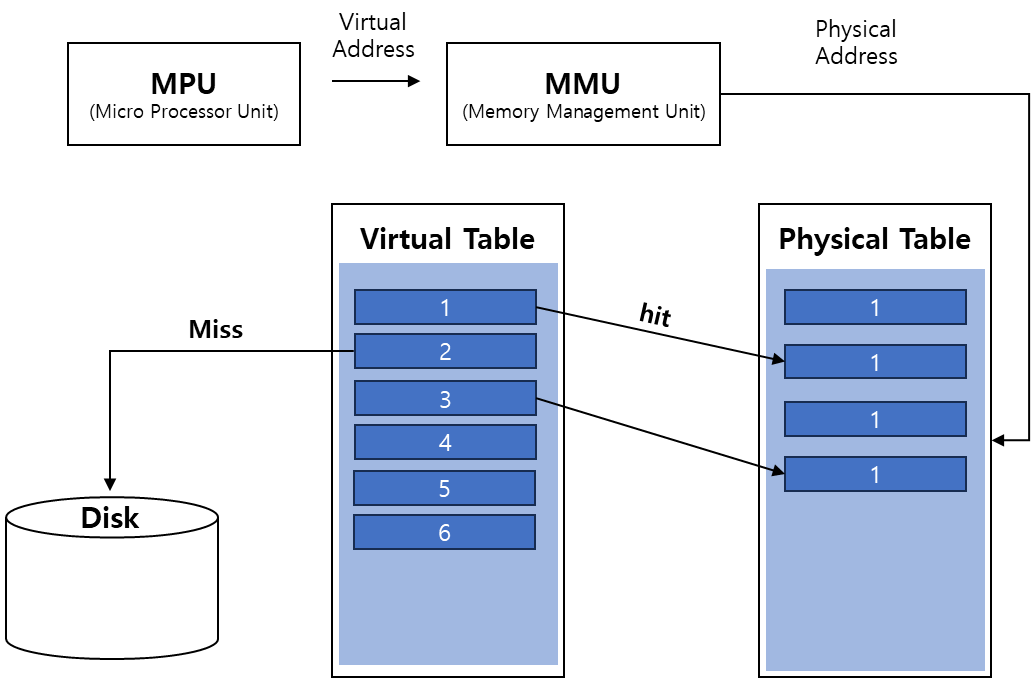 Virtual
Address
Physical
Address
MPU
(Micro Processor Unit)
MMU
(Memory Management Unit)
Virtual Table
Physical Table
1
2
3
4
5
6
Miss
hit
1
1
1
1
Disk